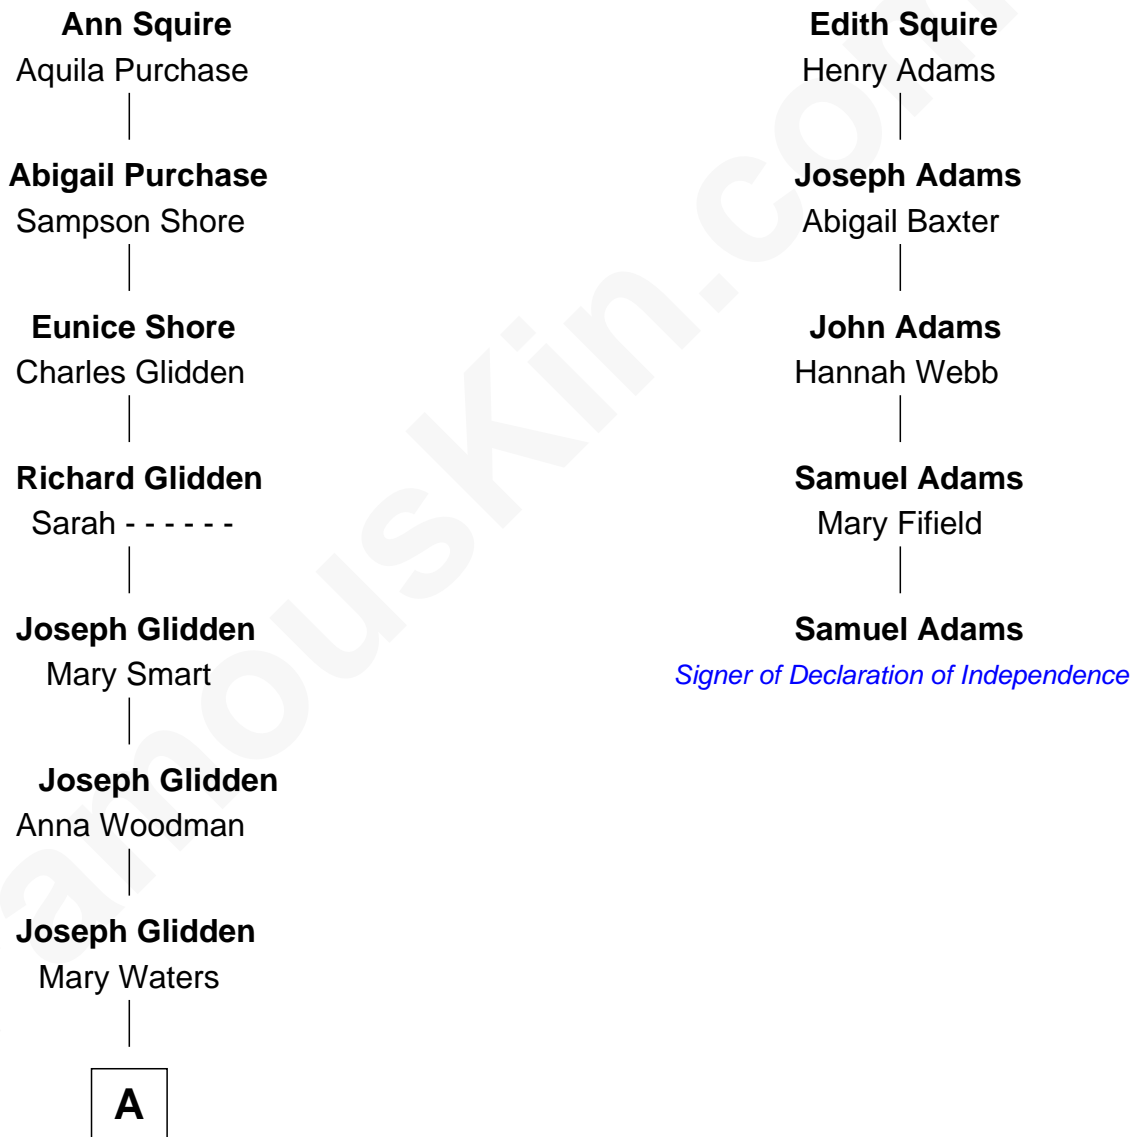 Ann Squire
Aquila Purchase
Abigail Purchase
Sampson Shore
Eunice Shore
Charles Glidden
Richard Glidden
Sarah - - - - - -
Joseph Glidden
Mary Smart
Joseph Glidden
Anna Woodman
Joseph Glidden
Mary Waters
A
Edith Squire
Henry Adams
Joseph Adams
Abigail Baxter
John Adams
Hannah Webb
Samuel Adams
Mary Fifield
Samuel Adams
Signer of Declaration of Independence
amouskin.com